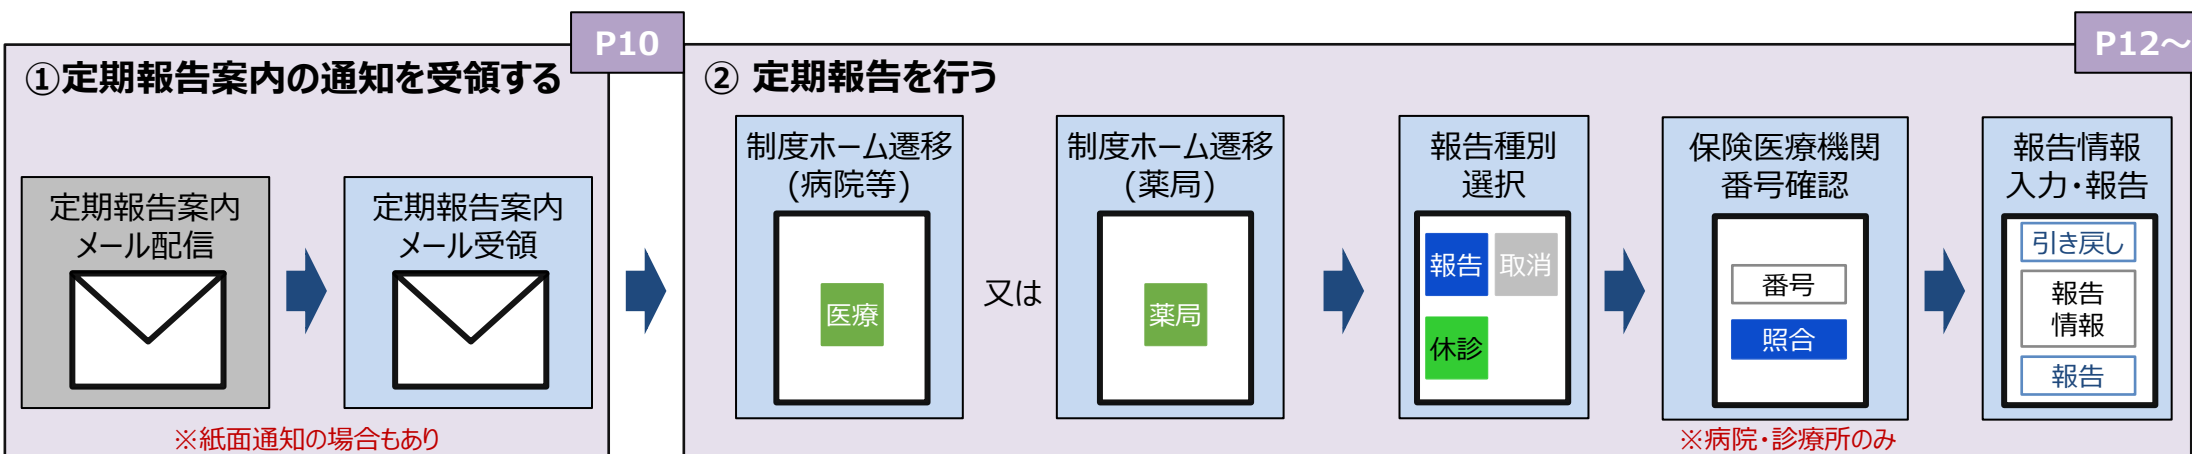 P10
①定期報告案内の通知を受領する
定期報告案内
メール配信
定期報告案内
メール受領
※紙面通知の場合もあり
P12～
② 定期報告を行う
制度ホーム遷移
(病院等)
医療
又は
制度ホーム遷移
(薬局)
薬局
報告種別
選択
報告 取消
休診
保険医療機関
番号確認
番号
照合
※病院・診療所のみ
報告情報
入力・報告
引き戻し
報告
情報
報告